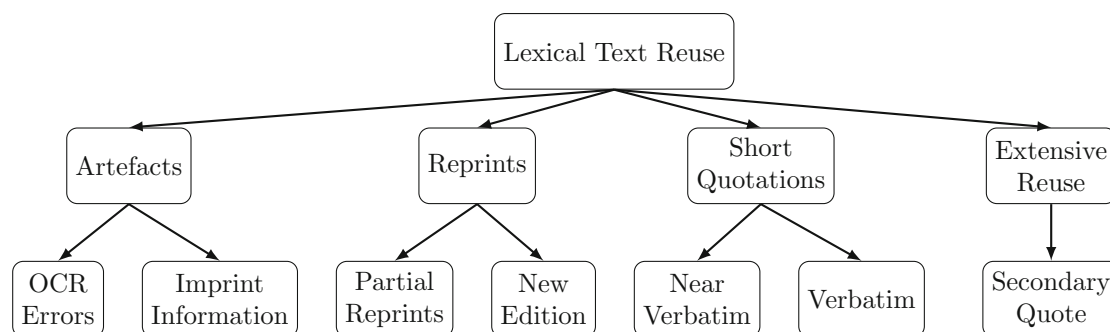 Lexical Text Reuse
Artefacts
Reprints
Short
Quotations
Extensive
Reuse
OCR
Errors
Imprint
Information
Partial
Reprints
New
Edition
Near
Verbatim
Verbatim
Secondary
Quote